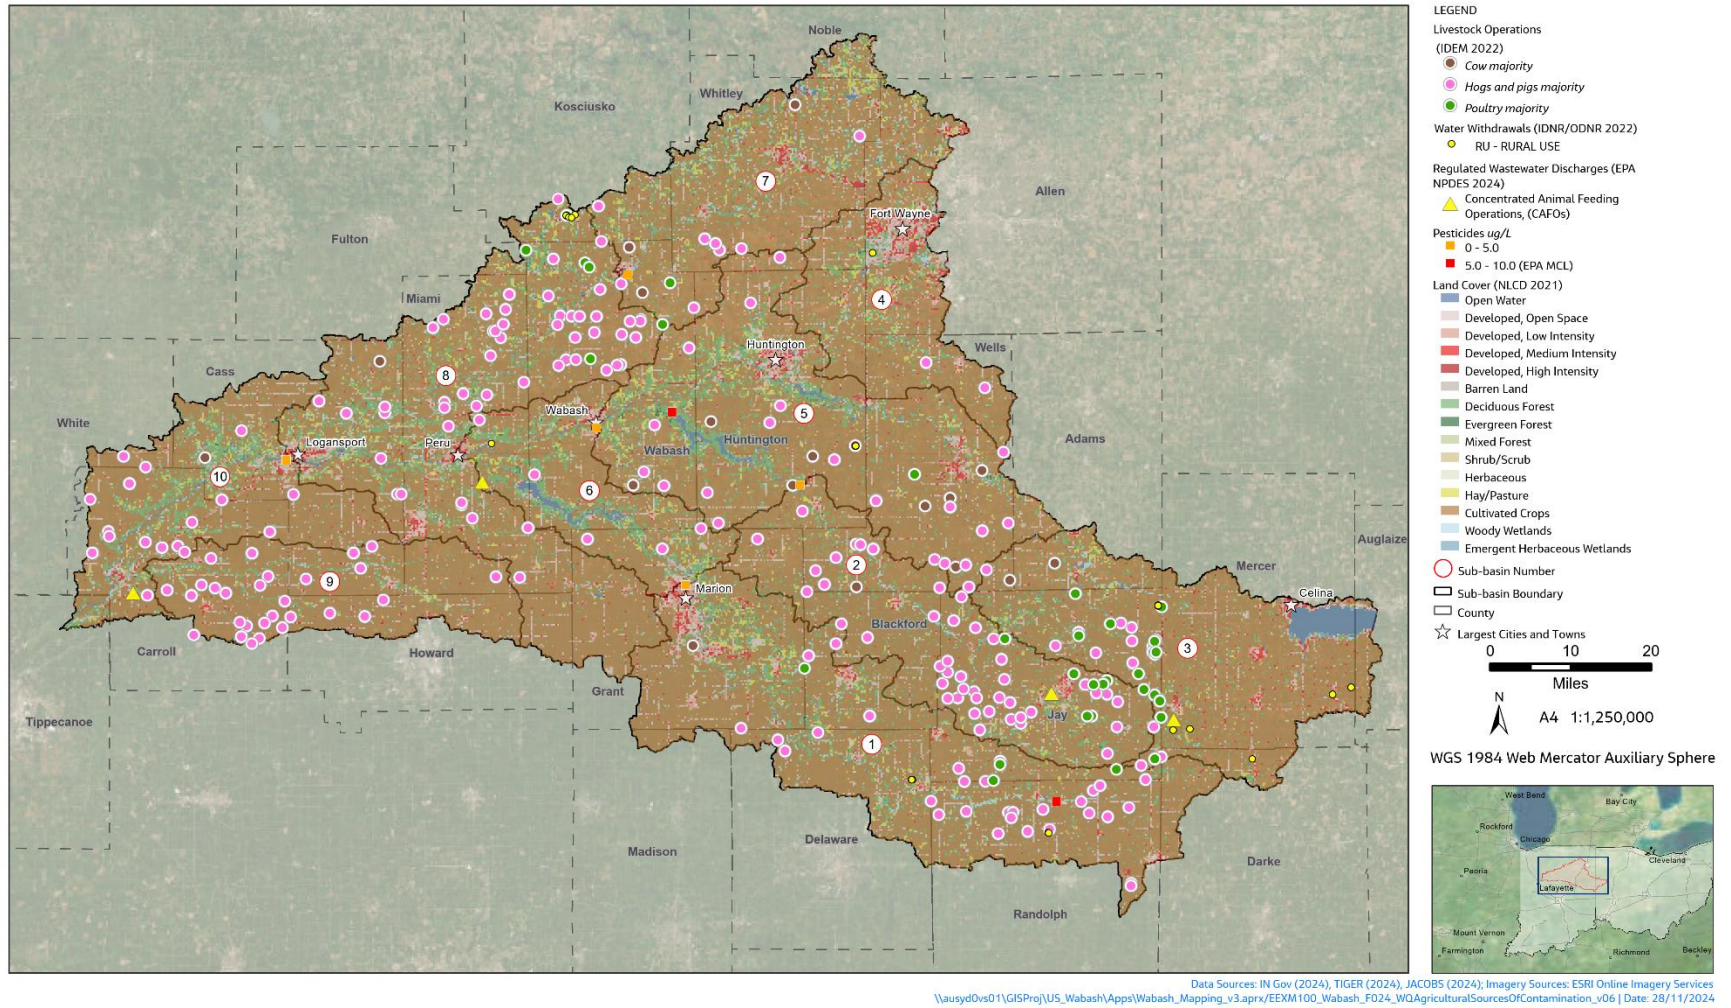 LEGEND
Livestock Operations
(IDEM 2022)
Cow majority
Hogs and pigs majority
Poultry majority
Water Withdrawals (IDNR/ODNR 2022)
RU - RURAL USE
Regulated Wastewater Discharges (EPA
NPDES 2024)
Concentrated Animal Feeding
Operations, (CAFOs)
Pesticides ug/L
0 - 5.0
5.0 - 10.0 (EPA MCL)
Land Cover (NLCD 2021)
Open Water
Developed, Open Space
Developed, Low Intensity
Developed, Medium Intensity
Developed, High Intensity
Barren Land
Deciduous Forest
Evergreen Forest
Mixed Forest
Shrub/Scrub
Herbaceous
Hay/Pasture
Cultivated Crops
Woody Wetlands
Emergent Herbaceous Wetlands
Sub-basin Number
Sub-basin Boundary
County
Largest Cities and Towns
0 10 20
Miles
N
A4 1:1,250,000
WGS 1984 Web Mercator Auxiliary Sphere
West Bend
Bay City
Rockford
Chicago
Cleveland
Peoria
Lafayette
Mount Vernon
Farmington
Richmond
Beckley
Noble
Whitley
Kosciusko
7
Allen
Fort Wayne
Fulton
Miami
4
Huntington
Wells
Cass
8
Wabash
5
White
Logansport
Peru
Wabash
Huntington
Adams
10
6
Auglaize
2
Mercer
9
Marion
Celina
Blackford
3
Carroll
Howard
Grant
Tippecanoe
Jay
1
Delaware
Madison
Darke
Randolph
Data Sources: IN Gov (2024), TIGER (2024), JACOBS (2024); Imagery Sources: ESRI Online Imagery Services
\\ausyd0vs01\GISProj\US_Wabash\Apps\Wabash_Mapping_v3.aprx/EEXM100_Wabash_F024_WQAgriculturalSourcesOfContamination_v06 | Date: 28/11/2024